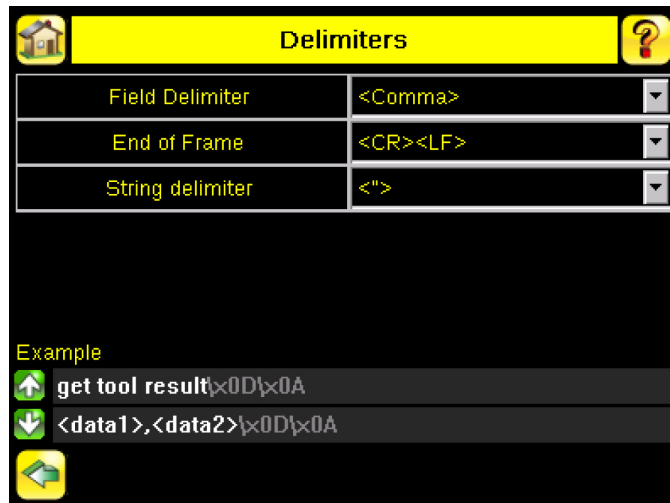 Delimiters
?
Field Delimiter <Comma>
End of Frame <CR><LF>
String delimiter <">
Example
get tool result\x0D\x0A
<data1>,<data2>\x0D\x0A